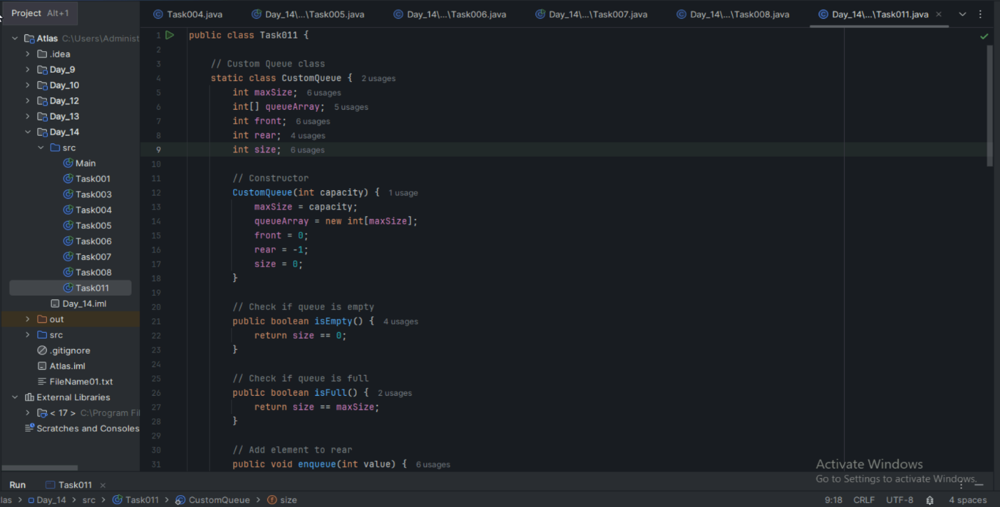 Project Alt+1
Task004.java Day_14\...\Task005.java Day_14\...\Task006.java Day_14\...\Task007.java Day_14\...\Task008.java Day_14\...\Task011.java
Atlas C:\Users\Administ
.idea
Day_9
Day_10
Day_12
Day_13
Day_14
src
Main
Task001
Task003
Task004
Task005
Task006
Task007
Task008
Task011
Day_14.iml
out
src
.gitignore
Atlas.iml
FileName01.txt
External Libraries
< 17 > C:\Program Fil
Scratches and Consoles
1 public class Task011 {
2
3 // Custom Queue class
4 static class CustomQueue { 2 usages
5 int maxSize; 6 usages
6 int[] queueArray; 5 usages
7 int front; 6 usages
8 int rear; 4 usages
9 int size; 6 usages
10
11 // Constructor
12 CustomQueue(int capacity) { 1 usage
13 maxSize = capacity;
14 queueArray = new int[maxSize];
15 front = 0;
16 rear = -1;
17 size = 0;
18 }
19
20 // Check if queue is empty
21 public boolean isEmpty() { 4 usages
22 return size == 0;
23 }
24
25 // Check if queue is full
26 public boolean isFull() { 2 usages
27 return size == maxSize;
28 }
29
30 // Add element to rear
31 public void enqueue(int value) { 6 usages
Activate Windows
Go to Settings to activate Windows.
Run Task011
las > Day_14 > src > Task011 > CustomQueue > size
9:18 CRLF UTF-8 4 spaces